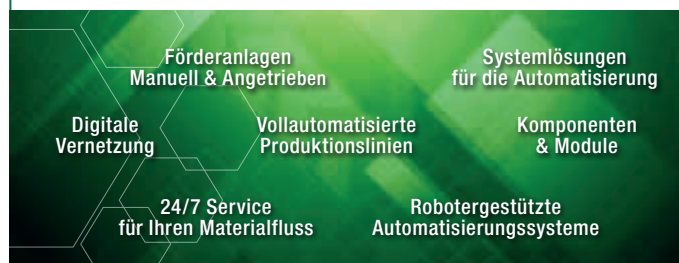 Förderanlagen
Manuell & Angetrieben
Systemlösungen
für die Automatisierung
Digitale
Vernetzung
Vollautomatisierte
Produktionslinien
Komponenten
& Module
24/7 Service
für Ihren Materialfluss
Robotergestützte
Automatisierungssysteme